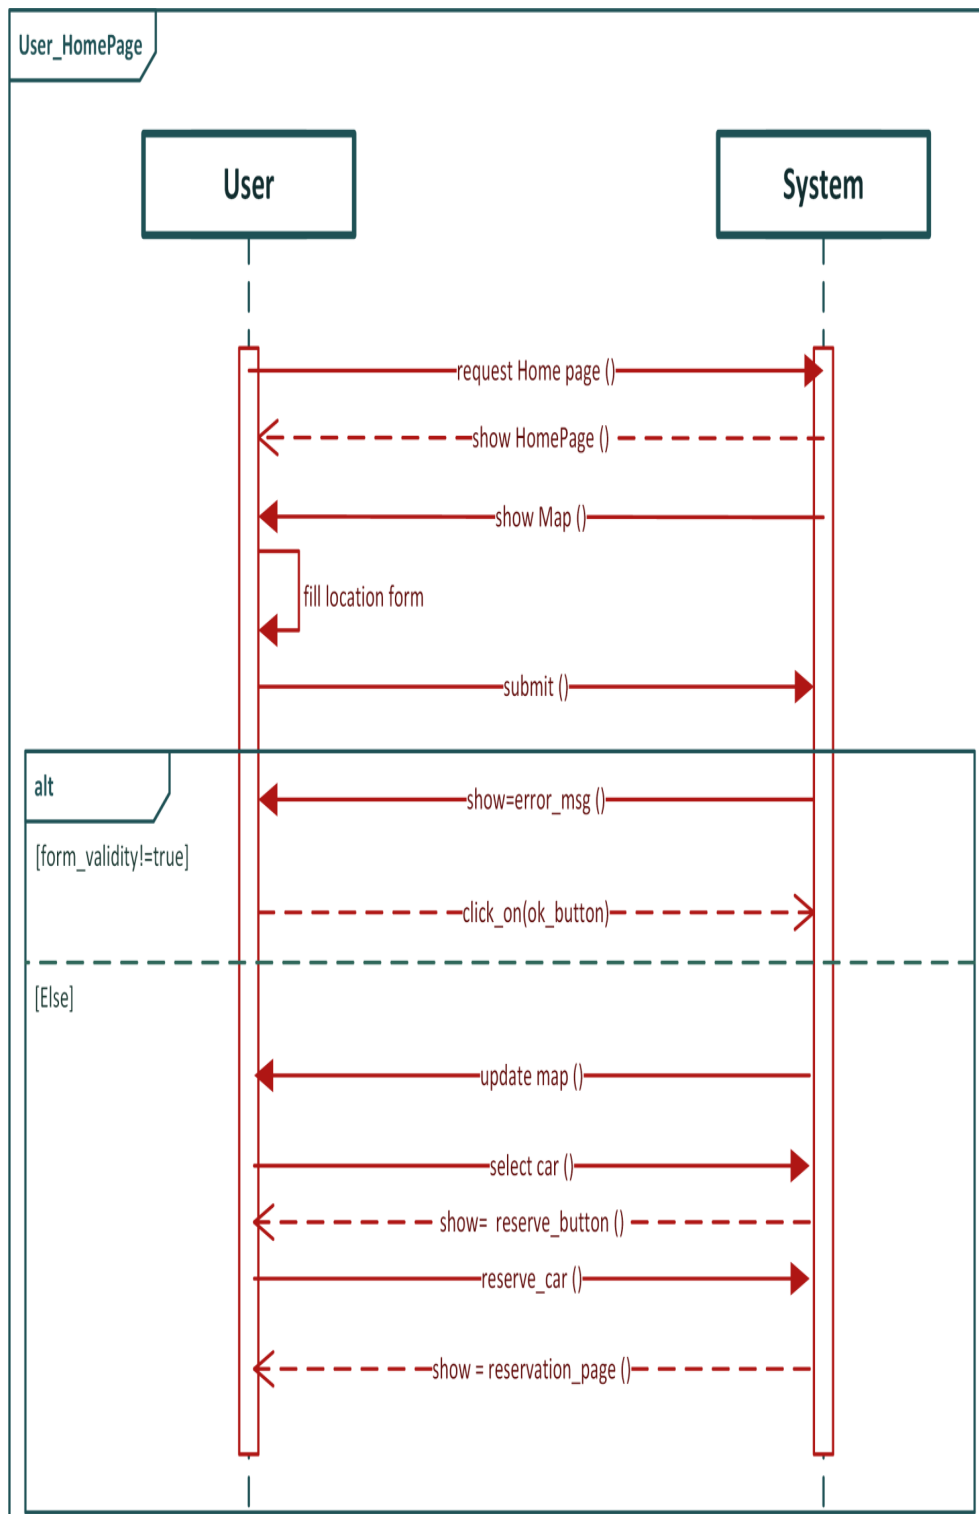 User_HomePage
User
System
request Home page ()
show HomePage ()
show Map ()
fill location form
submit ()
alt
show=error_msg ()
[form_validity!=true]
click_on(ok_button)
[Else]
update map ()
select car ()
show=  reserve_button ()
reserve_car ()
show = reservation_page ()